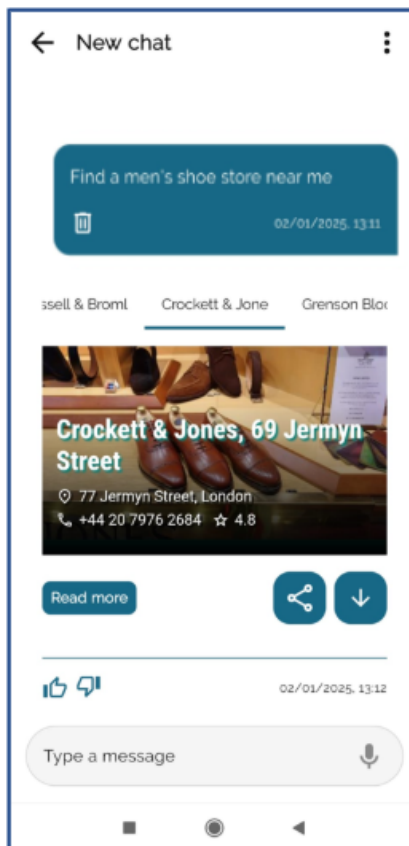 New chat
Find a men's shoe store near me
02/01/2025, 13:11
ssell & Broml
Crockett & Jone
Grenson Bloc
Crockett & Jones, 69 Jermyn
Street
77 Jermyn Street, London
+44 20 7976 2684 4.8
Read more
02/01/2025, 13:12
Type a message